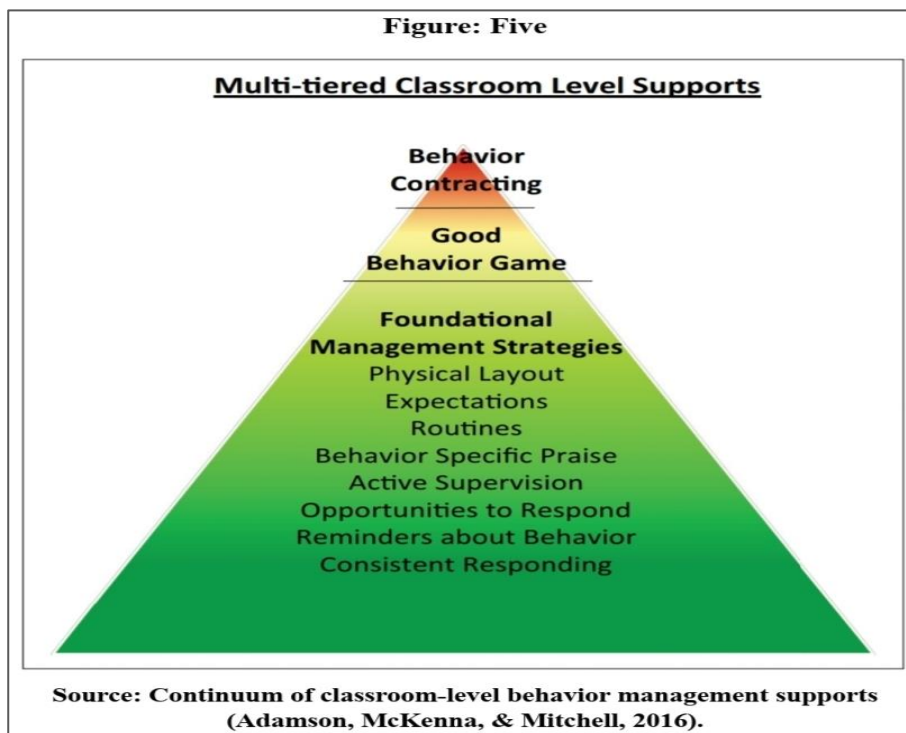 Figure: Five
Multi-tiered Classroom Level Supports
Behavior
Contracting
Good
Behavior Game
Foundational
Management Strategies
Physical Layout
Expectations
Routines
Behavior Specific Praise
Active Supervision
Opportunities to Respond
Reminders about Behavior
Consistent Responding
Source: Continuum of classroom-level behavior management supports
(Adamson, McKenna, & Mitchell, 2016).